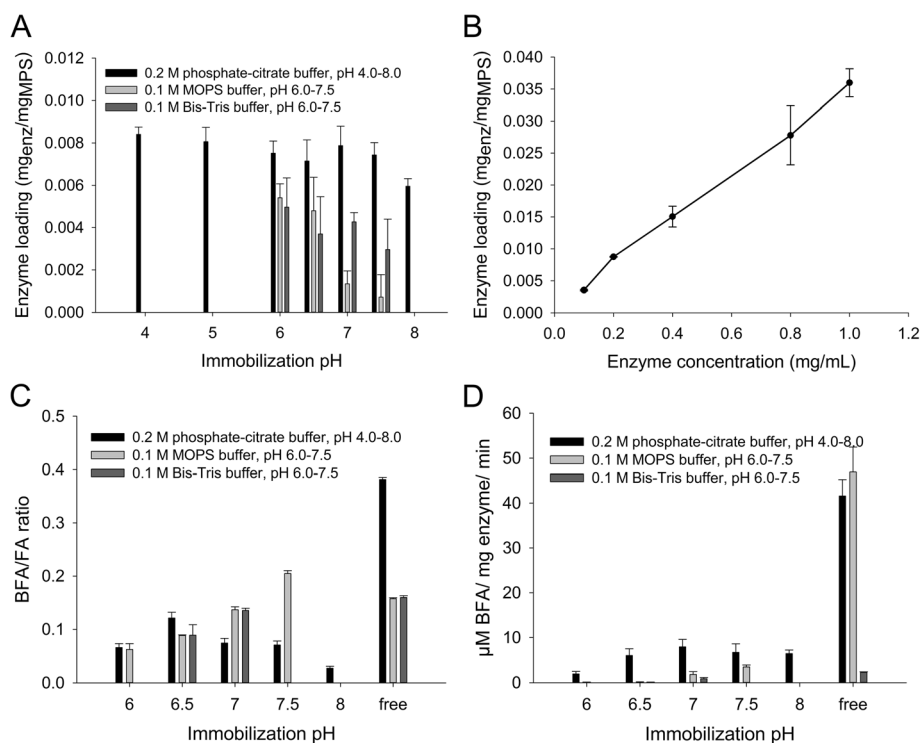 A
Enzyme loading (mgenz/mgMPS)
0.012
0.010
0.008
0.006
0.004
0.002
0.000
0.2 M phosphate-citrate buffer, pH 4.0-8.0
0.1 M MOPS buffer, pH 6.0-7.5
0.1 M Bis-Tris buffer, pH 6.0-7.5
4 5 6 7 8
Immobilization pH
B
Enzyme loading (mgenz/mgMPS)
0.040
0.035
0.030
0.025
0.020
0.015
0.010
0.005
0.000
0.0 0.2 0.4 0.6 0.8 1.0 1.2
Enzyme concentration (mg/mL)
C
BFA/FA ratio
0.5
0.4
0.3
0.2
0.1
0.0
0.2 M phosphate-citrate buffer, pH 4.0-8.0
0.1 M MOPS buffer, pH 6.0-7.5
0.1 M Bis-Tris buffer, pH 6.0-7.5
6 6.5 7 7.5 8 free
Immobilization pH
D
µM BFA/ mg enzyme/ min
60
50
40
30
20
10
0
0.2 M phosphate-citrate buffer, pH 4.0-8.0
0.1 M MOPS buffer, pH 6.0-7.5
0.1 M Bis-Tris buffer, pH 6.0-7.5
6 6.5 7 7.5 8 free
Immobilization pH